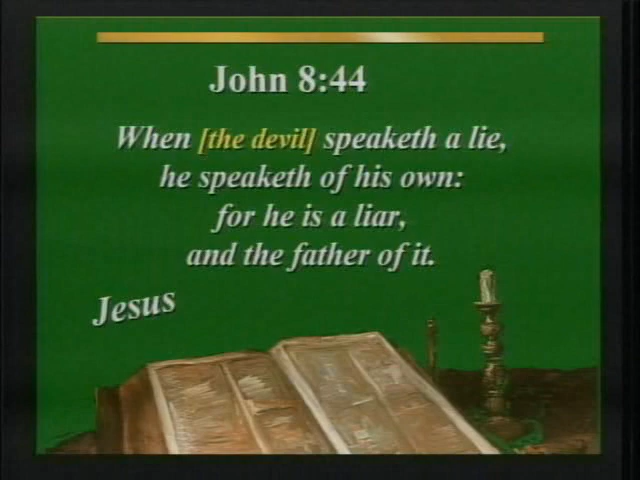 John 8:44
When [the devil] speaketh a lie,
he speaketh of his own:
for he is a liar,
and the father of it.
Jesus